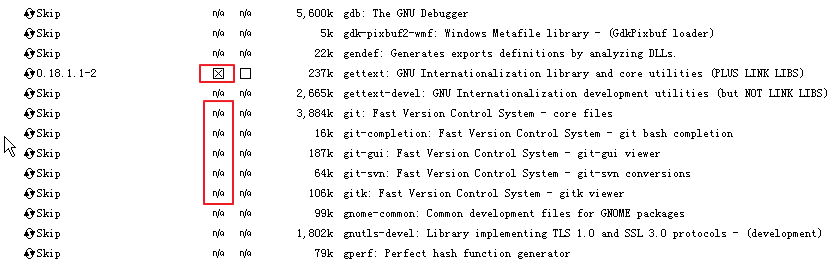 Skip n/a n/a 5,600k gdb: The GNU Debugger
Skip n/a n/a 5k gdk-pixbuf2-wmf: Windows Metafile library - (GdkPixbuf loader)
Skip n/a n/a 22k gendef: Generates exports definitions by analyzing DLLs.
0.18.1.1-2 237k gettext: GNU Internationalization library and core utilities (PLUS LINK LIBS)
Skip n/a n/a 2,665k gettext-devel: GNU Internationalization development utilities (but NOT LINK LIBS)
Skip n/a n/a 3,884k git: Fast Version Control System - core files
Skip n/a n/a 16k git-completion: Fast Version Control System - git bash completion
Skip n/a n/a 187k git-gui: Fast Version Control System - git-gui viewer
Skip n/a n/a 64k git-svn: Fast Version Control System - git-svn conversions
Skip n/a n/a 106k gitk: Fast Version Control System - gitk viewer
Skip n/a n/a 99k gnome-common: Common development files for GNOME packages
Skip n/a n/a 1,802k gnutls-devel: Library implementing TLS 1.0 and SSL 3.0 protocols - (development)
Skip n/a n/a 79k gperf: Perfect hash function generator